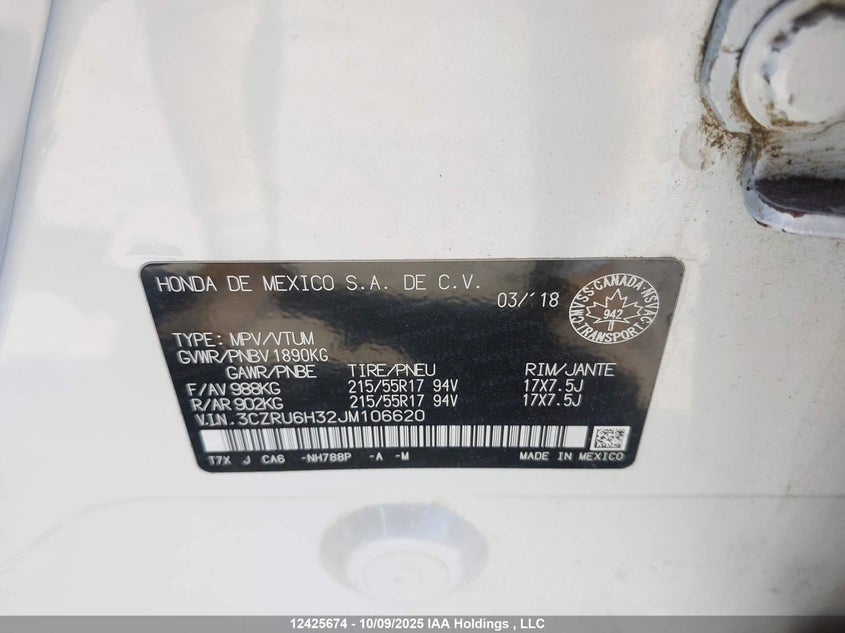 HONDA DE MEXICO S.A. DE C.V.
03/'18
CMVSS·CANADA·NSVAC
942
TRANSPORT
TYPE: MPV/VTUM
GVWR/PNBV 1890KG
GAWR/PNBE TIRE/PNEU RIM/JANTE
F/AV 988KG 215/55R17 94V 17X7.5J
R/AR 902KG 215/55R17 94V 17X7.5J
V.I.N. 3CZRU6H32JM106620
T7X J CA6 -NH788P -A -M MADE IN MEXICO
12425674 - 10/09/2025 IAA Holdings , LLC